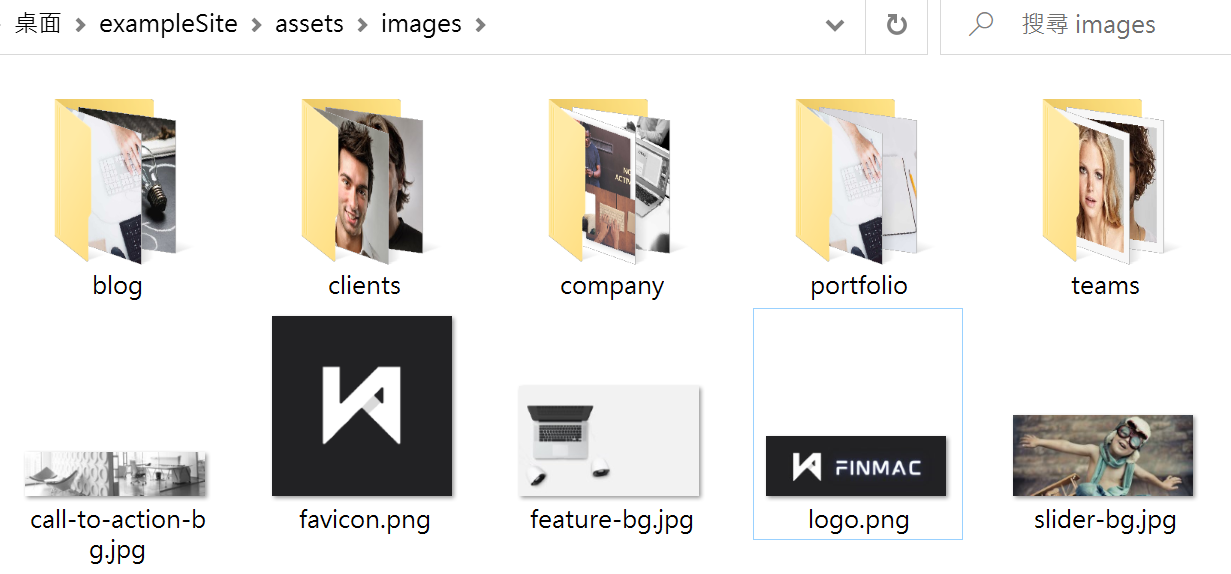 桌面 > exampleSite > assets > images >
搜尋 images
blog
clients
company
portfolio
teams
FINMAC
call-to-action-b
g.jpg
favicon.png
feature-bg.jpg
logo.png
slider-bg.jpg